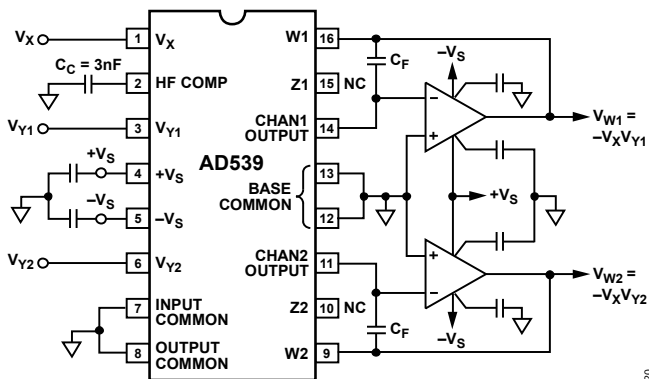 VX
1
VX
W1
16
CC = 3nF
2
HF COMP
Z1
15
NC
CF
–VS
VY1
3
VY1
CHAN1
OUTPUT
14
–
+
VW1 =
–VXVY1
AD539
+VS
4
+VS
BASE
COMMON
13
12
+VS
–VS
5
–VS
VY2
6
VY2
CHAN2
OUTPUT
11
+
–
VW2 =
–VXVY2
7
INPUT
COMMON
Z2
10
NC
CF
–VS
8
OUTPUT
COMMON
W2
9